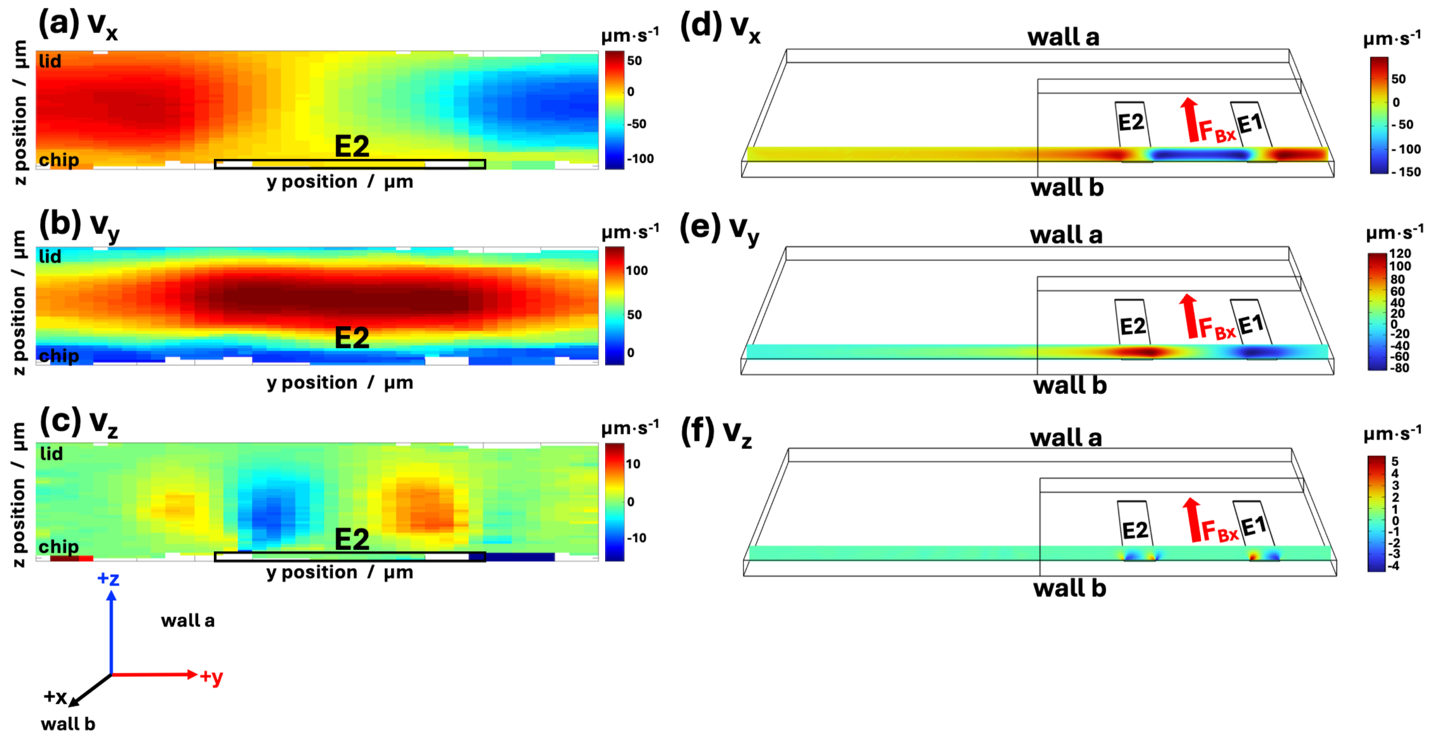 (a) vx
μm·s-1
z position / μm
lid
chip
E2
50
0
-50
-100
y position / μm
(b) vy
μm·s-1
z position / μm
lid
chip
E2
100
50
0
y position / μm
(c) vz
μm·s-1
z position / μm
lid
chip
E2
10
0
-10
y position / μm
+z
wall a
+y
+x
wall b
(d) vx
wall a
μm·s-1
E2
FBx
E1
50
0
- 50
- 100
- 150
wall b
(e) vy
wall a
μm·s-1
E2
FBx
E1
120
100
80
60
40
20
0
-20
-40
-60
-80
wall b
(f) vz
wall a
μm·s-1
E2
FBx
E1
5
4
3
2
1
0
-1
-2
-3
-4
wall b